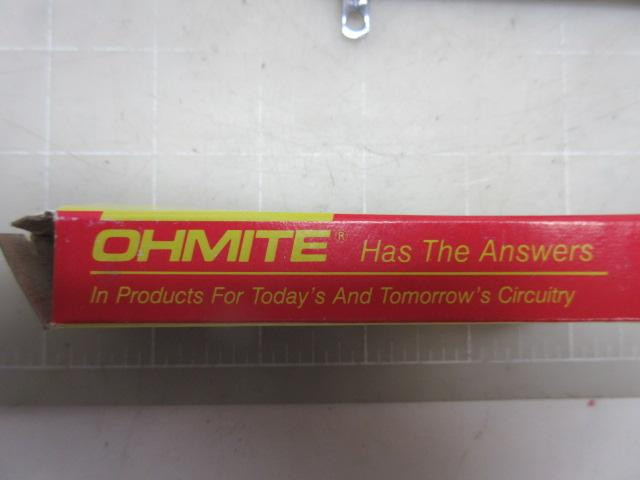 OHMITE® Has The Answers
In Products For Today's And Tomorrow's Circuitry